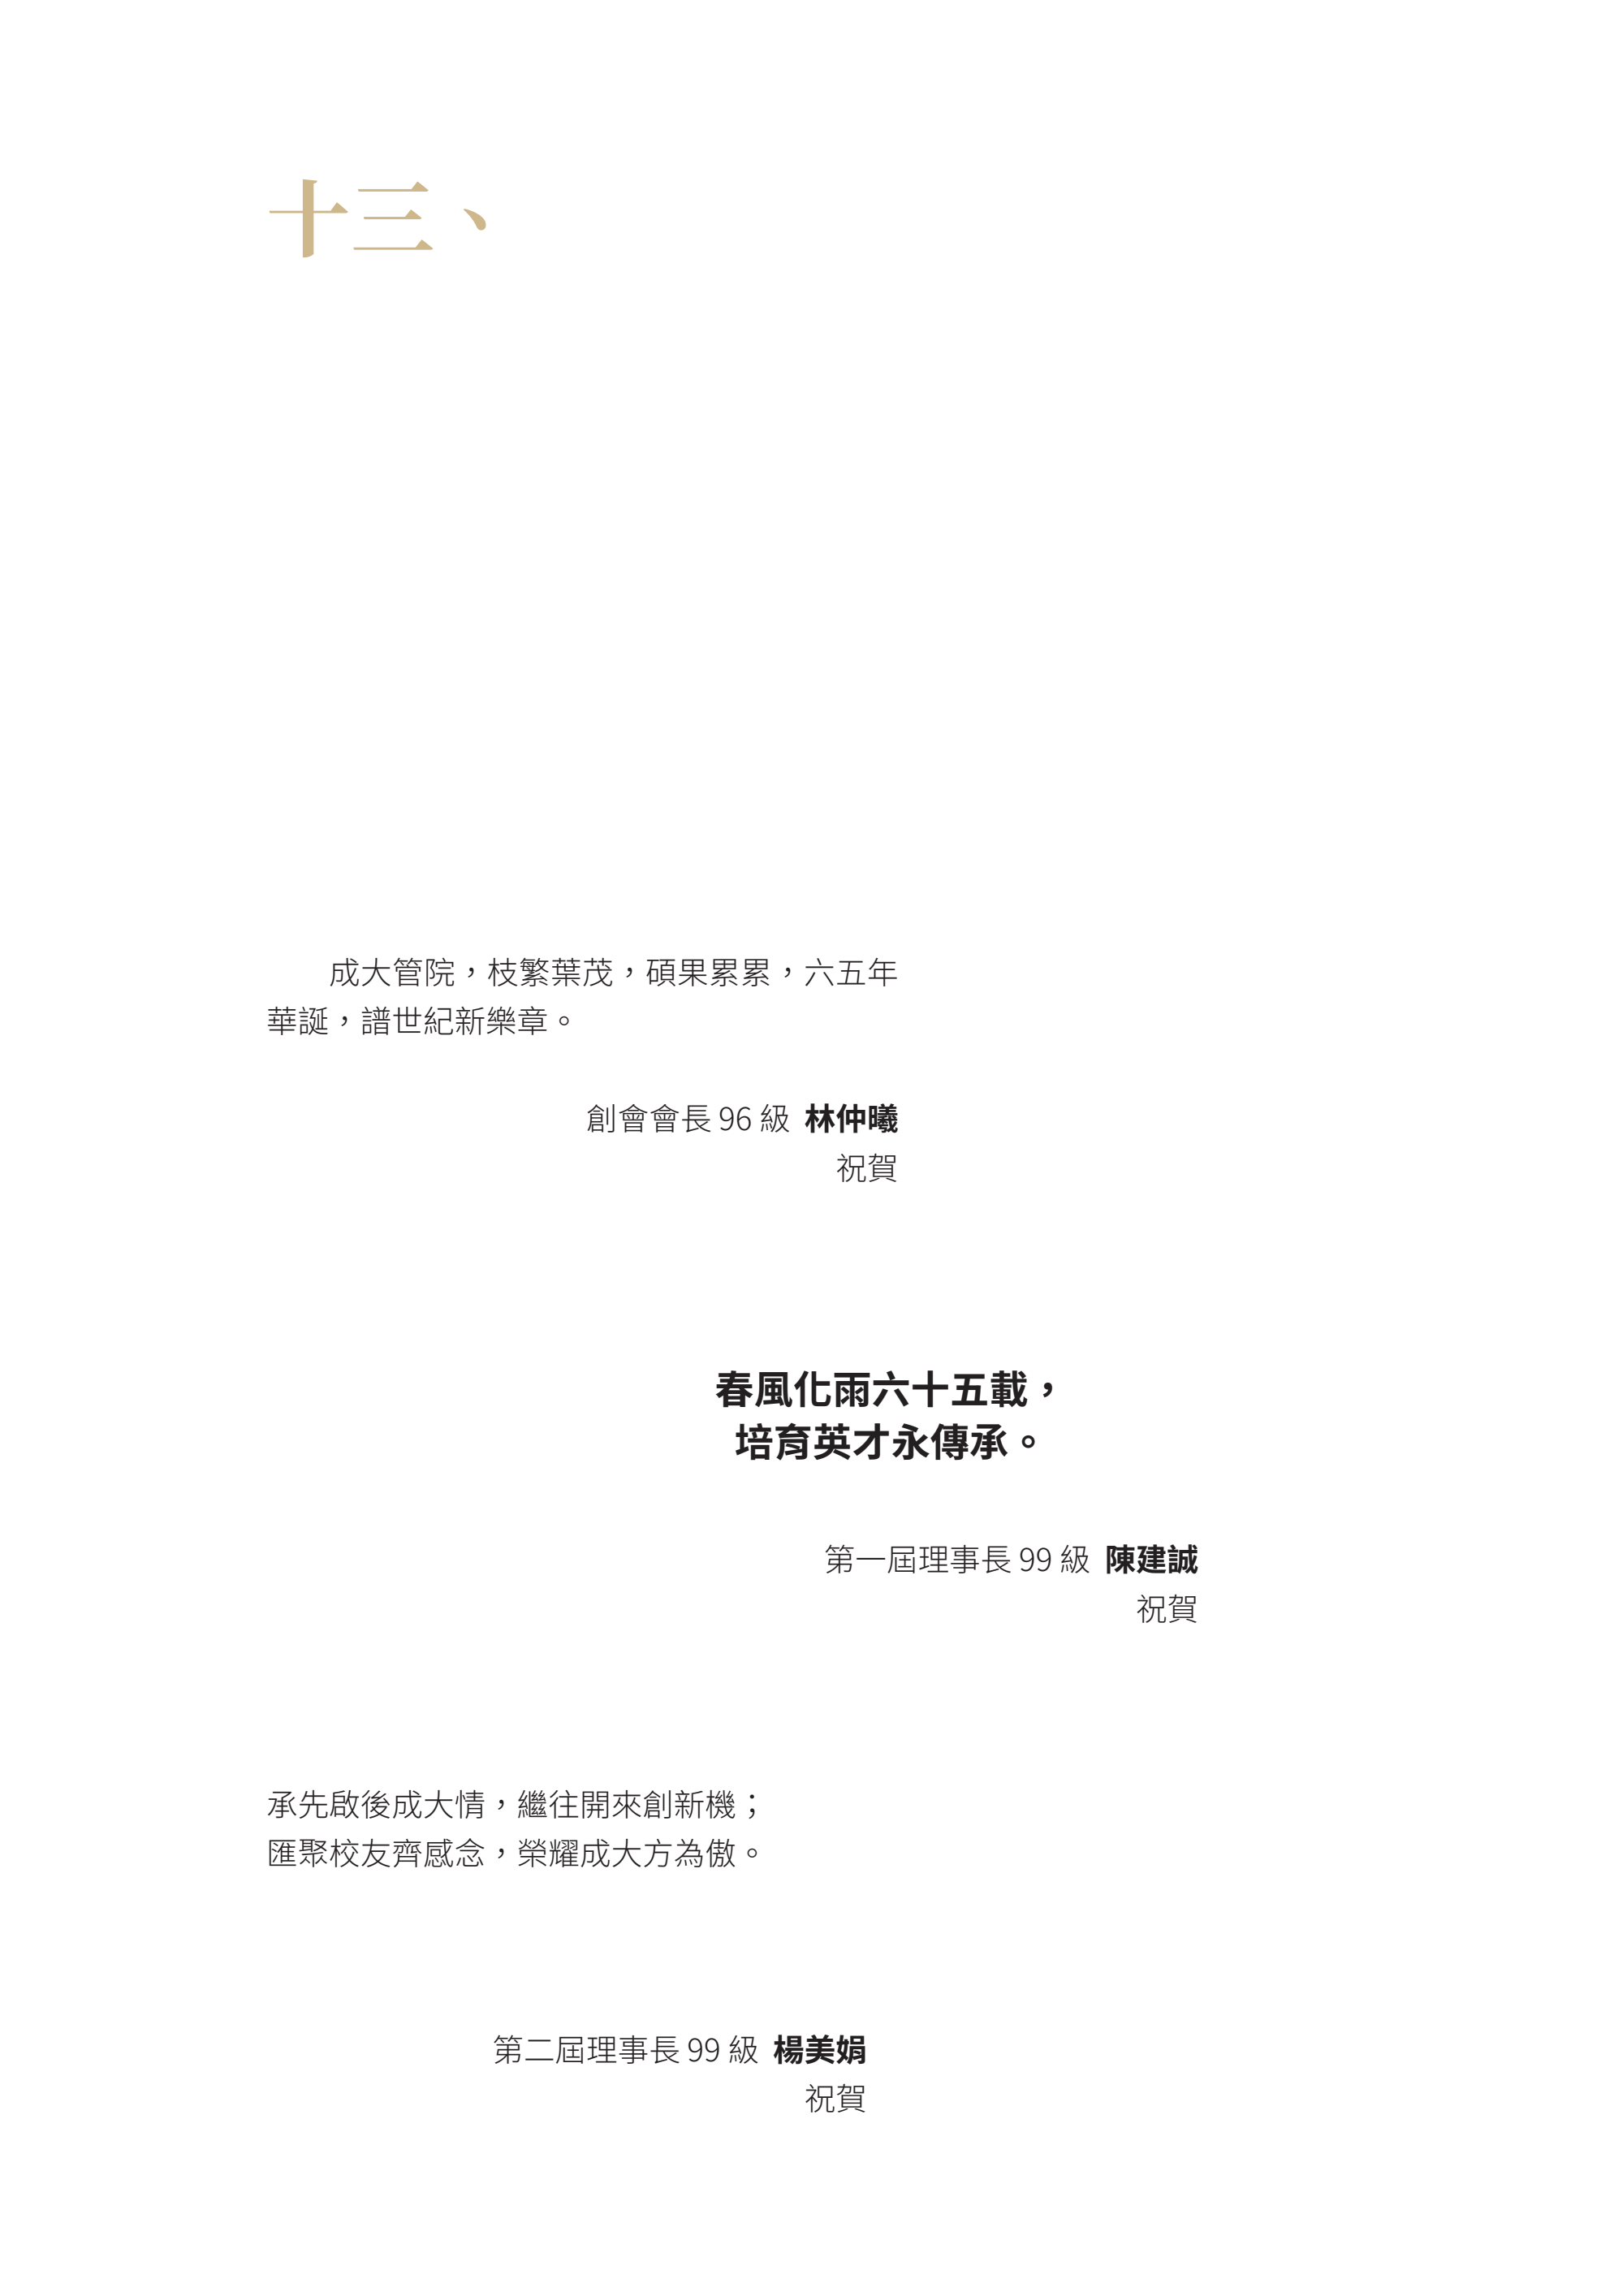 十三、
成大管院，枝繁葉茂，碩果累累，六五年
華誕，譜世紀新樂章。
創會會長 96 級 林仲曦
祝賀
春風化雨六十五載，
培育英才永傳承。
第一屆理事長 99 級 陳建誠
祝賀
承先啟後成大情，繼往開來創新機；
匯聚校友齊感念，榮耀成大方為傲。
第二屆理事長 99 級 楊美娟
祝賀